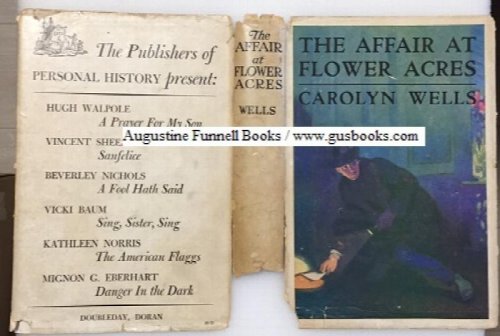 The Publishers of
PERSONAL HISTORY present:
HUGH WALPOLE
A Prayer For My Son
VINCENT SHEE
Sanfelice
BEVERLEY NICHOLS
A Fool Hath Said
VICKI BAUM
Sing, Sister, Sing
KATHLEEN NORRIS
The American Flaggs
MIGNON G. EBERHART
Danger In the Dark
DOUBLEDAY, DORAN
The
AFFAIR
at
FLOWER
ACRES
WELLS
THE AFFAIR AT
FLOWER ACRES
CAROLYN WELLS
Augustine Funnell Books / www.gusbooks.com